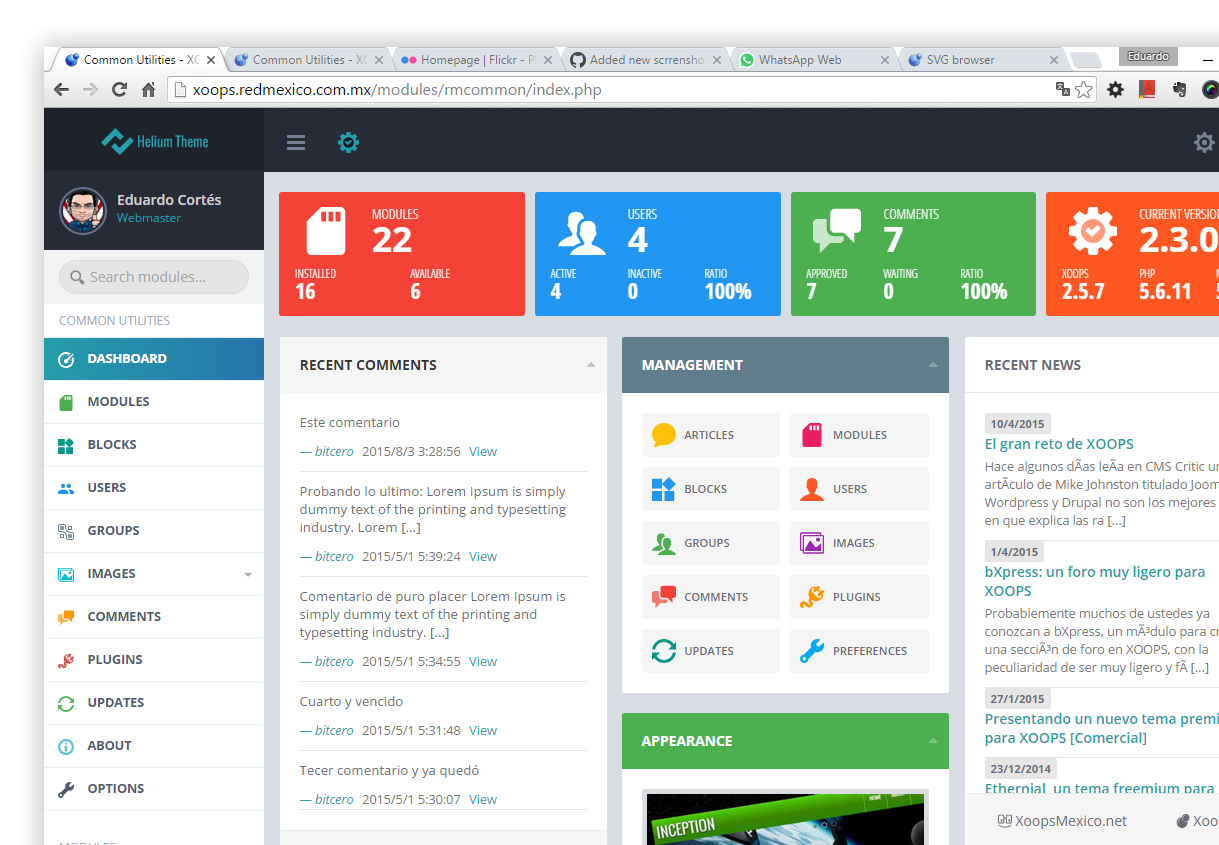 Common Utilities - XC
Common Utilities - XC
Homepage | Flickr - P
Added new scrrensho
WhatsApp Web
SVG browser
Eduardo
xoops.redmexico.com.mx/modules/rmcommon/index.php
Helium Theme
Eduardo Cortés
Webmaster
Search modules...
COMMON UTILITIES
DASHBOARD
MODULES
BLOCKS
USERS
GROUPS
IMAGES
COMMENTS
PLUGINS
UPDATES
ABOUT
OPTIONS
MODULES
MODULES
22
INSTALLED
AVAILABLE
16
6
USERS
4
ACTIVE
INACTIVE
RATIO
4
0
100%
COMMENTS
7
APPROVED
WAITING
RATIO
7
0
100%
CURRENT VERSIO
2.3.0
XOOPS
PHP
2.5.7
5.6.11
RECENT COMMENTS
Este comentario
— bitcero 2015/8/3 3:28:56 View
Probando lo ultimo: Lorem Ipsum is simply
dummy text of the printing and typesetting
industry. Lorem [...]
— bitcero 2015/5/1 5:39:24 View
Comentario de puro placer Lorem Ipsum is
simply dummy text of the printing and
typesetting industry. [...]
— bitcero 2015/5/1 5:34:55 View
Cuarto y vencido
— bitcero 2015/5/1 5:31:48 View
Tecer comentario y ya quedó
— bitcero 2015/5/1 5:30:07 View
MANAGEMENT
ARTICLES
MODULES
BLOCKS
USERS
GROUPS
IMAGES
COMMENTS
PLUGINS
UPDATES
PREFERENCES
APPEARANCE
INCEPTION
HOME
RECENT NEWS
10/4/2015
El gran reto de XOOPS
Hace algunos dÃas leÃa en CMS Critic un
artÃculo de Mike Johnston titulado Joom
Wordpress y Drupal no son los mejores
en que explica las ra [...]
1/4/2015
bXpress: un foro muy ligero para
XOOPS
Probablemente muchos de ustedes ya
conozcan a bXpress, un mÃ³dulo para cr
una secciÃ³n de foro en XOOPS, con la
peculiaridad de ser muy ligero y fÃ [...]
27/1/2015
Presentando un nuevo tema premi
para XOOPS [Comercial]
23/12/2014
Ethernial un tema freemium para
XoopsMexico.net
Xoo